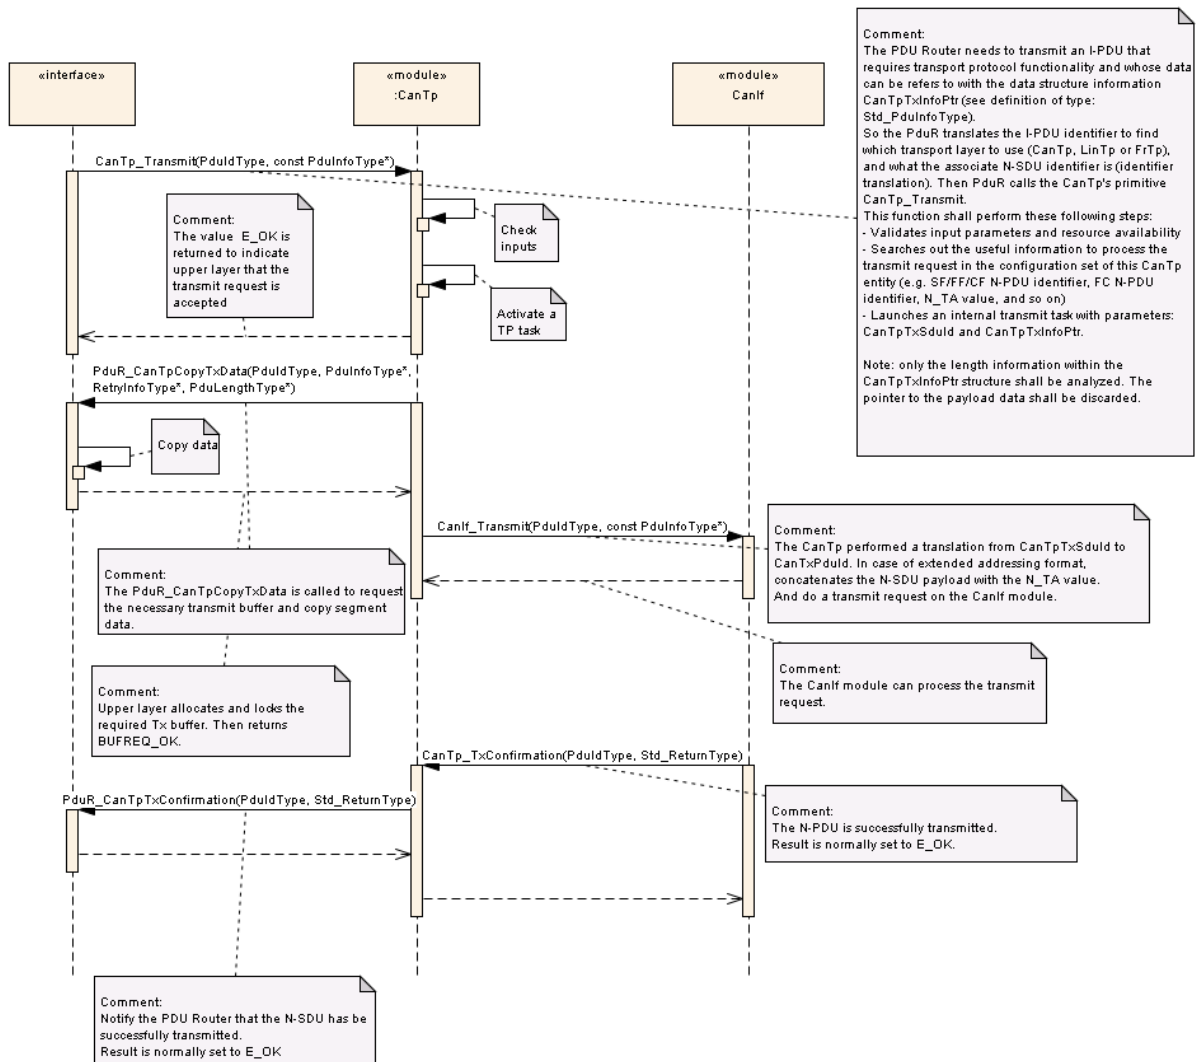 «interface»
«module»
:CanTp
«module»
CanIf
Comment:
The PDU Router needs to transmit an I-PDU that
requires transport protocol functionality and whose data
can be refers to with the data structure information
CanTpTxInfoPtr (see definition of type:
Std_PduInfoType).
So the PduR translates the I-PDU identifier to find
which transport layer to use (CanTp, LinTp or FrTp),
and what the associate N-SDU identifier is (identifier
translation). Then PduR calls the CanTp's primitive
CanTp_Transmit.
This function shall perform these following steps:
- Validates input parameters and resource availability
- Searches out the useful information to process the
transmit request in the configuration set of this CanTp
entity (e.g. SF/FF/CF N-PDU identifier, FC N-PDU
identifier, N_TA value, and so on)
- Launches an internal transmit task with parameters:
CanTpTxSduId and CanTpTxInfoPtr.
Note: only the length information within the
CanTpTxInfoPtr structure shall be analyzed. The
pointer to the payload data shall be discarded.
CanTp_Transmit(PduIdType, const PduInfoType*)
Comment:
The value E_OK is
returned to indicate
upper layer that the
transmit request is
accepted
Check
inputs
Activate a
TP task
PduR_CanTpCopyTxData(PduIdType, PduInfoType*,
RetryInfoType*, PduLengthType*)
Copy data
CanIf_Transmit(PduIdType, const PduInfoType*)
Comment:
The CanTp performed a translation from CanTpTxSduId to
CanTxPduId. In case of extended addressing format,
concatenates the N-SDU payload with the N_TA value.
And do a transmit request on the CanIf module.
Comment:
The PduR_CanTpCopyTxData is called to request
the necessary transmit buffer and copy segment
data.
Comment:
The CanIf module can process the transmit
request.
Comment:
Upper layer allocates and locks the
required Tx buffer. Then returns
BUFREQ_OK.
CanTp_TxConfirmation(PduIdType, Std_ReturnType)
PduR_CanTpTxConfirmation(PduIdType, Std_ReturnType)
Comment:
The N-PDU is successfully transmitted.
Result is normally set to E_OK.
Comment:
Notify the PDU Router that the N-SDU has be
successfully transmitted.
Result is normally set to E_OK